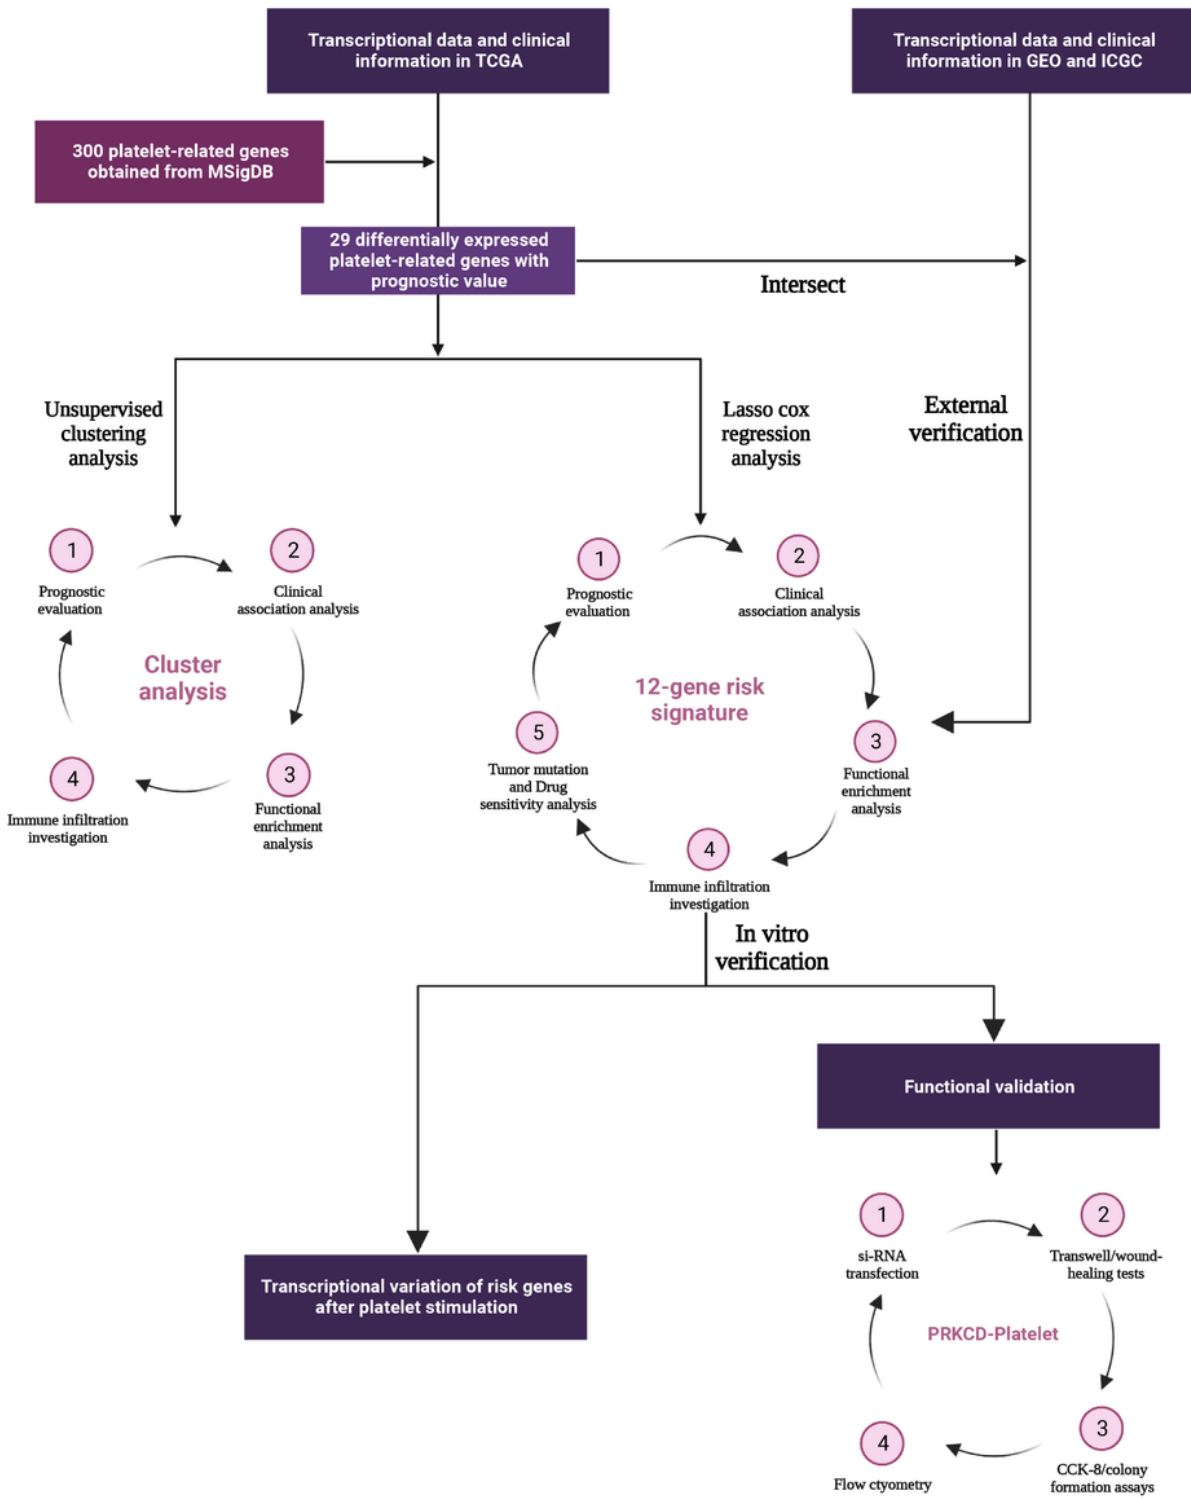 Transcriptional data and clinical
information in TCGA
Transcriptional data and clinical
information in GEO and ICGC
300 platelet-related genes
obtained from MSigDB
29 differentially expressed
platelet-related genes with
prognostic value
Intersect
Unsupervised
clustering
analysis
Lasso cox
regression
analysis
External
verification
1
Prognostic
evaluation
2
Clinical
association analysis
Cluster
analysis
4
Immune infiltration
investigation
3
Functional
enrichment
analysis
1
Prognostic
evaluation
2
Clinical
association analysis
12-gene risk
signature
5
Tumor mutation
and Drug
sensitivity analysis
3
Functional
enrichment
analysis
4
Immune infiltration
investigation
In vitro
verification
Functional validation
Transcriptional variation of risk genes
after platelet stimulation
1
si-RNA
transfection
2
Transwell/wound-
healing tests
PRKCD-Platelet
4
Flow ctyometry
3
CCK-8/colony
formation assays